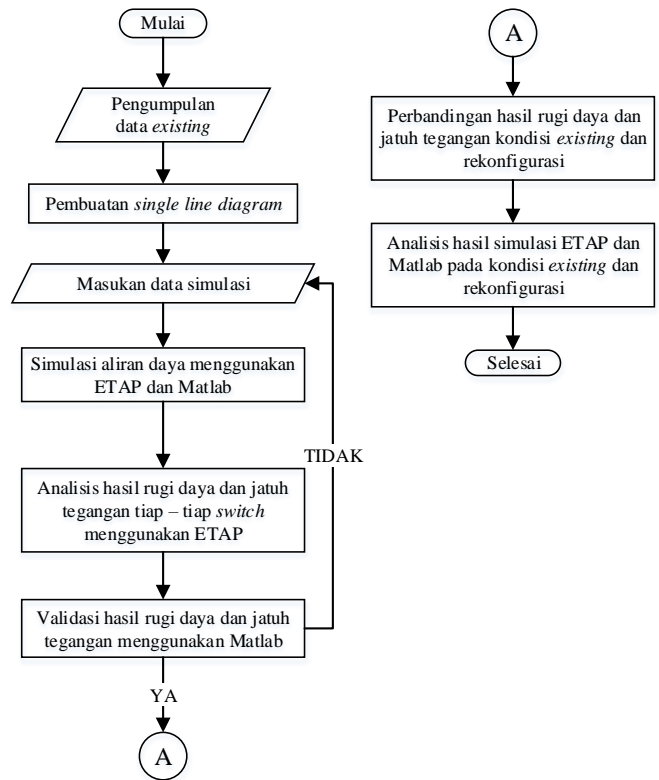 Mulai
Pengumpulan
data existing
Pembuatan single line diagram
Masukan data simulasi
Simulasi aliran daya menggunakan
ETAP dan Matlab
Analisis hasil rugi daya dan jatuh
tegangan tiap – tiap switch
menggunakan ETAP
Validasi hasil rugi daya dan jatuh
tegangan menggunakan Matlab
TIDAK
YA
A
A
Perbandingan hasil rugi daya dan
jatuh tegangan kondisi existing dan
rekonfigurasi
Analisis hasil simulasi ETAP dan
Matlab pada kondisi existing dan
rekonfigurasi
Selesai